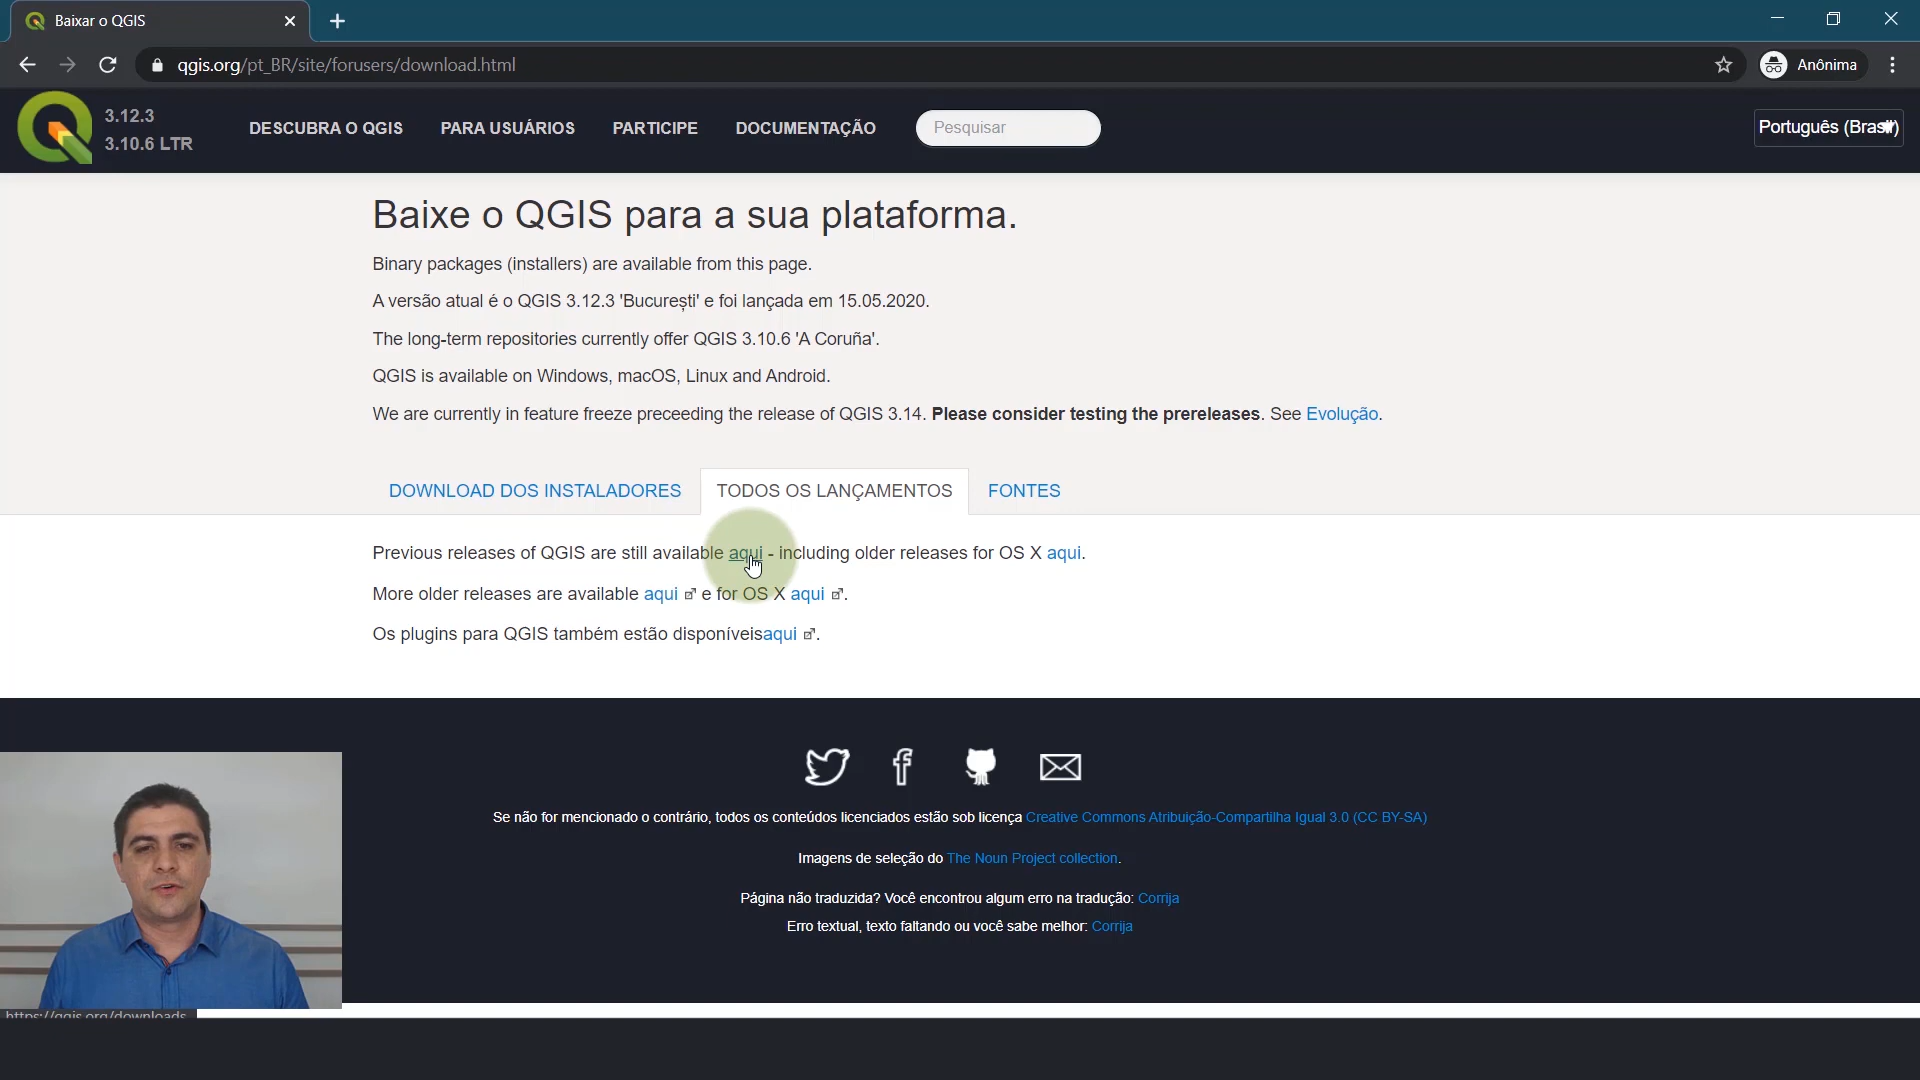 Baixar o QGIS
qgis.org/pt_BR/site/forusers/download.html
Anônima
3.12.3
3.10.6 LTR
DESCUBRA O QGIS
PARA USUÁRIOS
PARTICIPE
DOCUMENTAÇÃO
Pesquisar
Português (Brasil)
Baixe o QGIS para a sua plataforma.
Binary packages (installers) are available from this page.
A versão atual é o QGIS 3.12.3 'București' e foi lançada em 15.05.2020.
The long-term repositories currently offer QGIS 3.10.6 'A Coruña'.
QGIS is available on Windows, macOS, Linux and Android.
We are currently in feature freeze preceeding the release of QGIS 3.14. Please consider testing the prereleases. See Evolução.
DOWNLOAD DOS INSTALADORES
TODOS OS LANÇAMENTOS
FONTES
Previous releases of QGIS are still available aqui - including older releases for OS X aqui.
More older releases are available aqui e for OS X aqui.
Os plugins para QGIS também estão disponíveisaqui.
Se não for mencionado o contrário, todos os conteúdos licenciados estão sob licença Creative Commons Atribuição-Compartilha Igual 3.0 (CC BY-SA)
Imagens de seleção do The Noun Project collection.
Página não traduzida? Você encontrou algum erro na tradução: Corrija
Erro textual, texto faltando ou você sabe melhor: Corrija
https://qgis.org/downloads